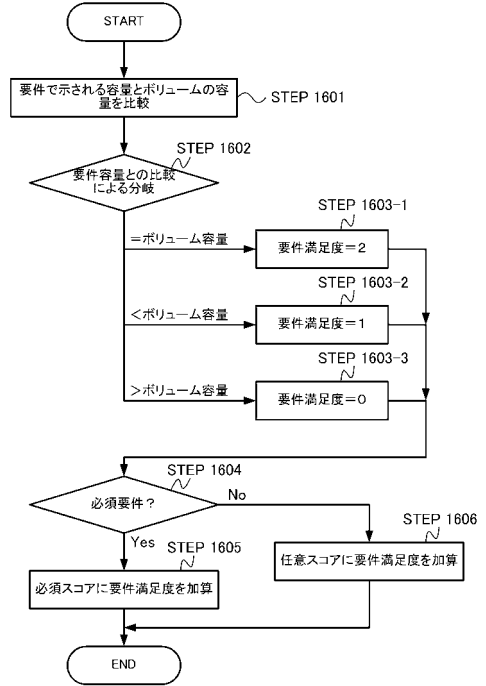 START
要件で示される容量とボリュームの容
量を比較
STEP 1601
STEP 1602
要件容量との比較
による分岐
STEP 1603-1
=ボリューム容量
要件満足度=2
STEP 1603-2
<ボリューム容量
要件満足度=1
STEP 1603-3
>ボリューム容量
要件満足度=0
STEP 1604
必須要件?
No
Yes
STEP 1606
STEP 1605
任意スコアに要件満足度を加算
必須スコアに要件満足度を加算
END